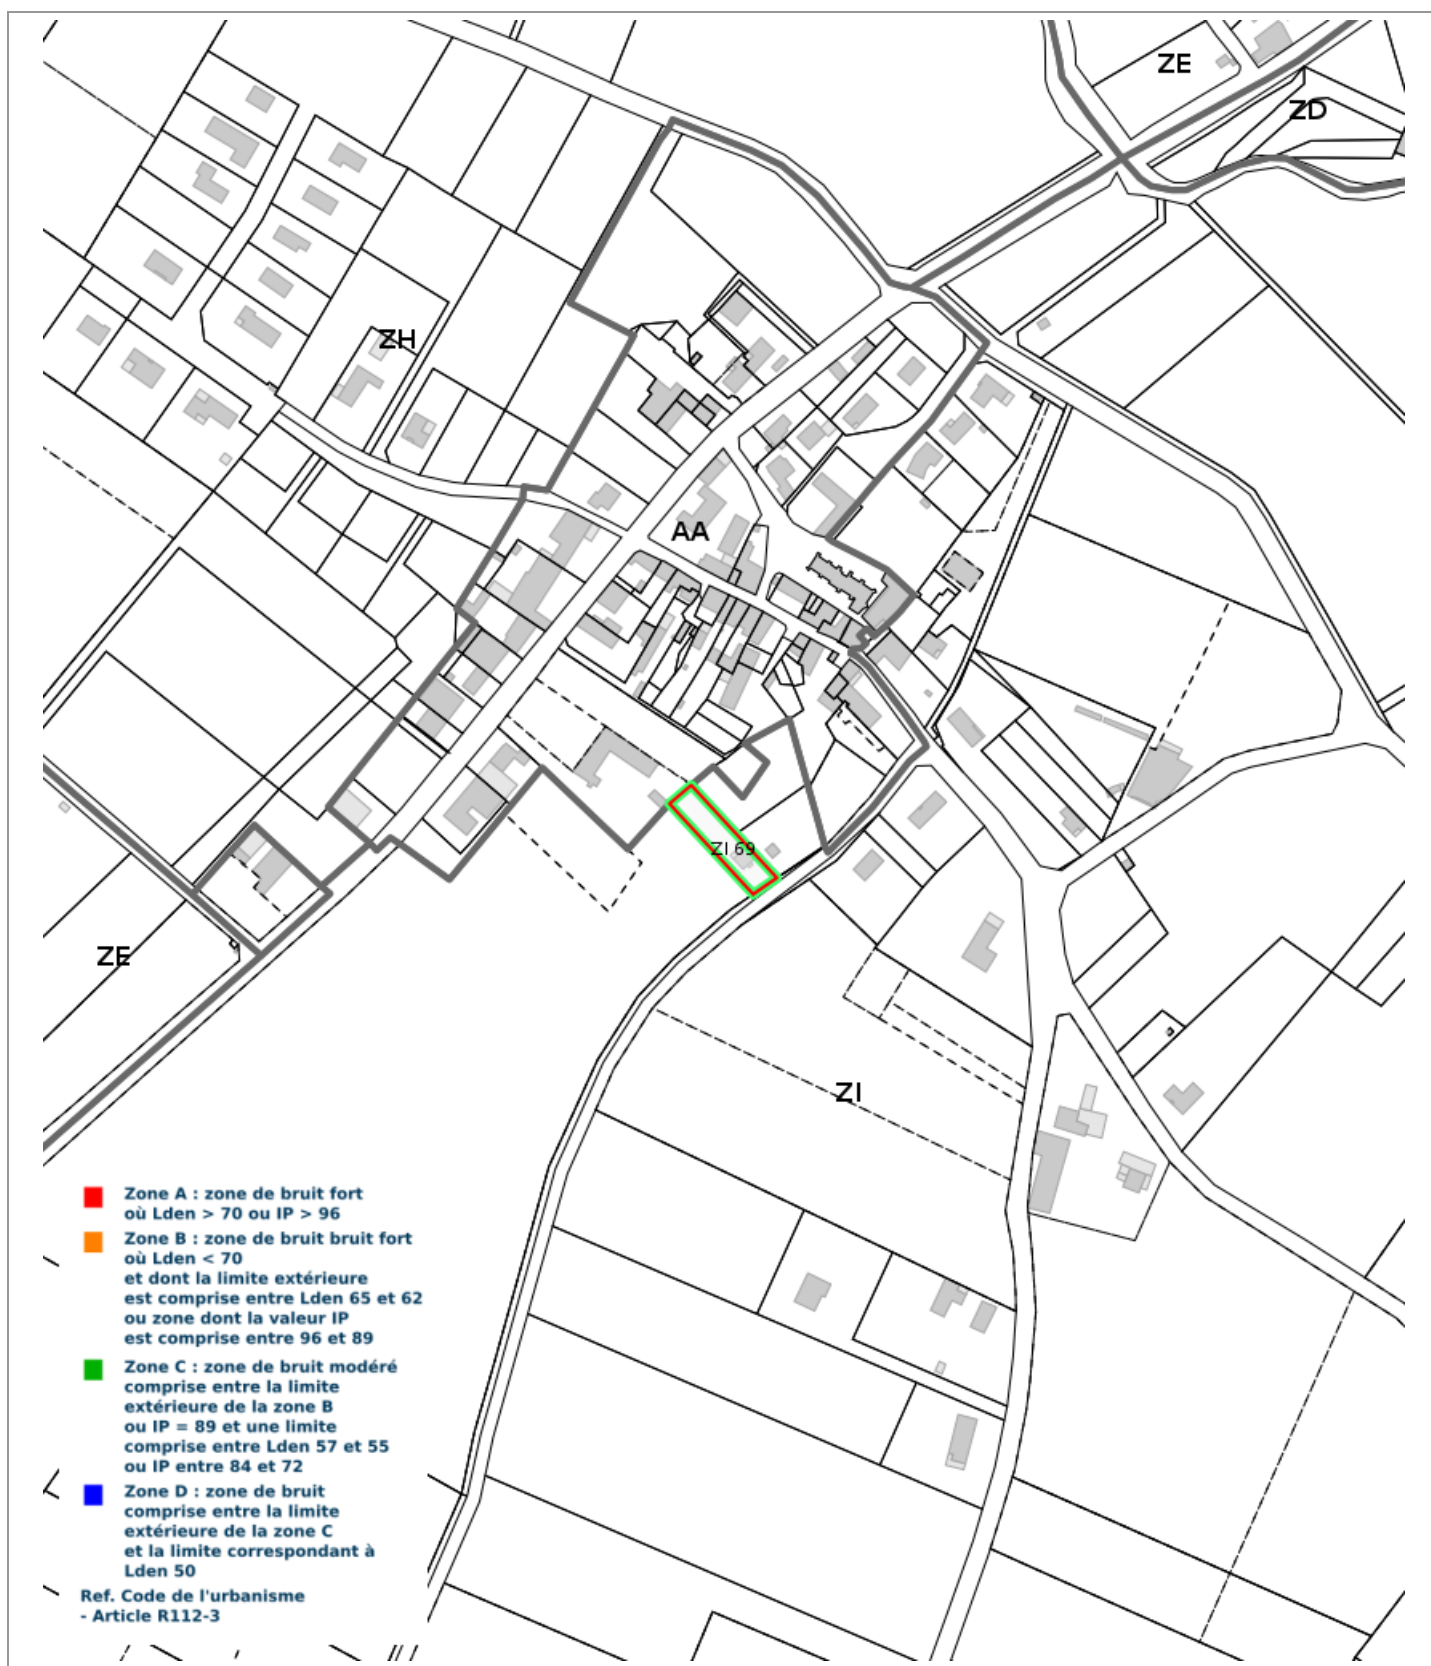 ZE
ZD
ZH
AA
ZI 69
ZE
ZI
Zone A : zone de bruit fort
où Lden > 70 ou IP > 96
Zone B : zone de bruit bruit fort
où Lden < 70
et dont la limite extérieure
est comprise entre Lden 65 et 62
ou zone dont la valeur IP
est comprise entre 96 et 89
Zone C : zone de bruit modéré
comprise entre la limite
extérieure de la zone B
ou IP = 89 et une limite
comprise entre Lden 57 et 55
ou IP entre 84 et 72
Zone D : zone de bruit
comprise entre la limite
extérieure de la zone C
et la limite correspondant à
Lden 50
Ref. Code de l'urbanisme
- Article R112-3